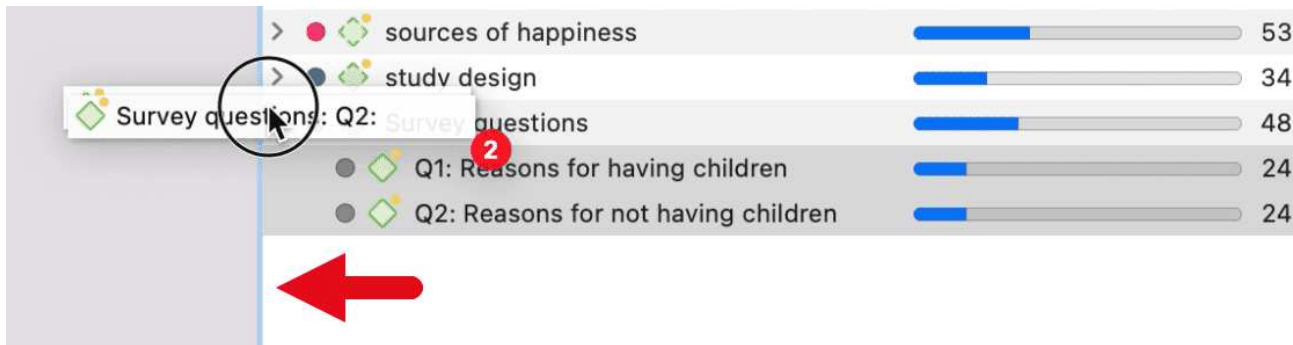 sources of happiness 53
study design 34
Survey questions: Q2:
Survey questions 48
2
Q1: Reasons for having children 24
Q2: Reasons for not having children 24